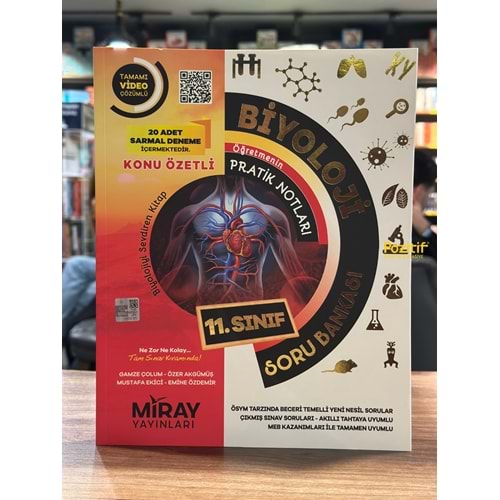 TAMAMI
VİDEO
ÇÖZÜMLÜ
20 ADET
SARMAL DENEME
İÇERMEKTEDİR.
KONU ÖZETLİ
Biyolojiyi Sevdiren Kitap
BİYOLOJİ
SORU BANKASI
Öğretmenin
PRATİK NOTLARI
11. SINIF
Ne Zor Ne Kolay...
Tam Sınav Kıvamında!
GAMZE ÇOLUM - ÖZER AKGÜMÜŞ
MUSTAFA EKİCİ - EMİNE ÖZDEMİR
MİRAY
YAYINLARI
ÖSYM TARZINDA BECERİ TEMELLİ YENİ NESİL SORULAR
ÇIKMIŞ SINAV SORULARI - AKILLI TAHTAYA UYUMLU
MEB KAZANIMLARI İLE TAMAMEN UYUMLU